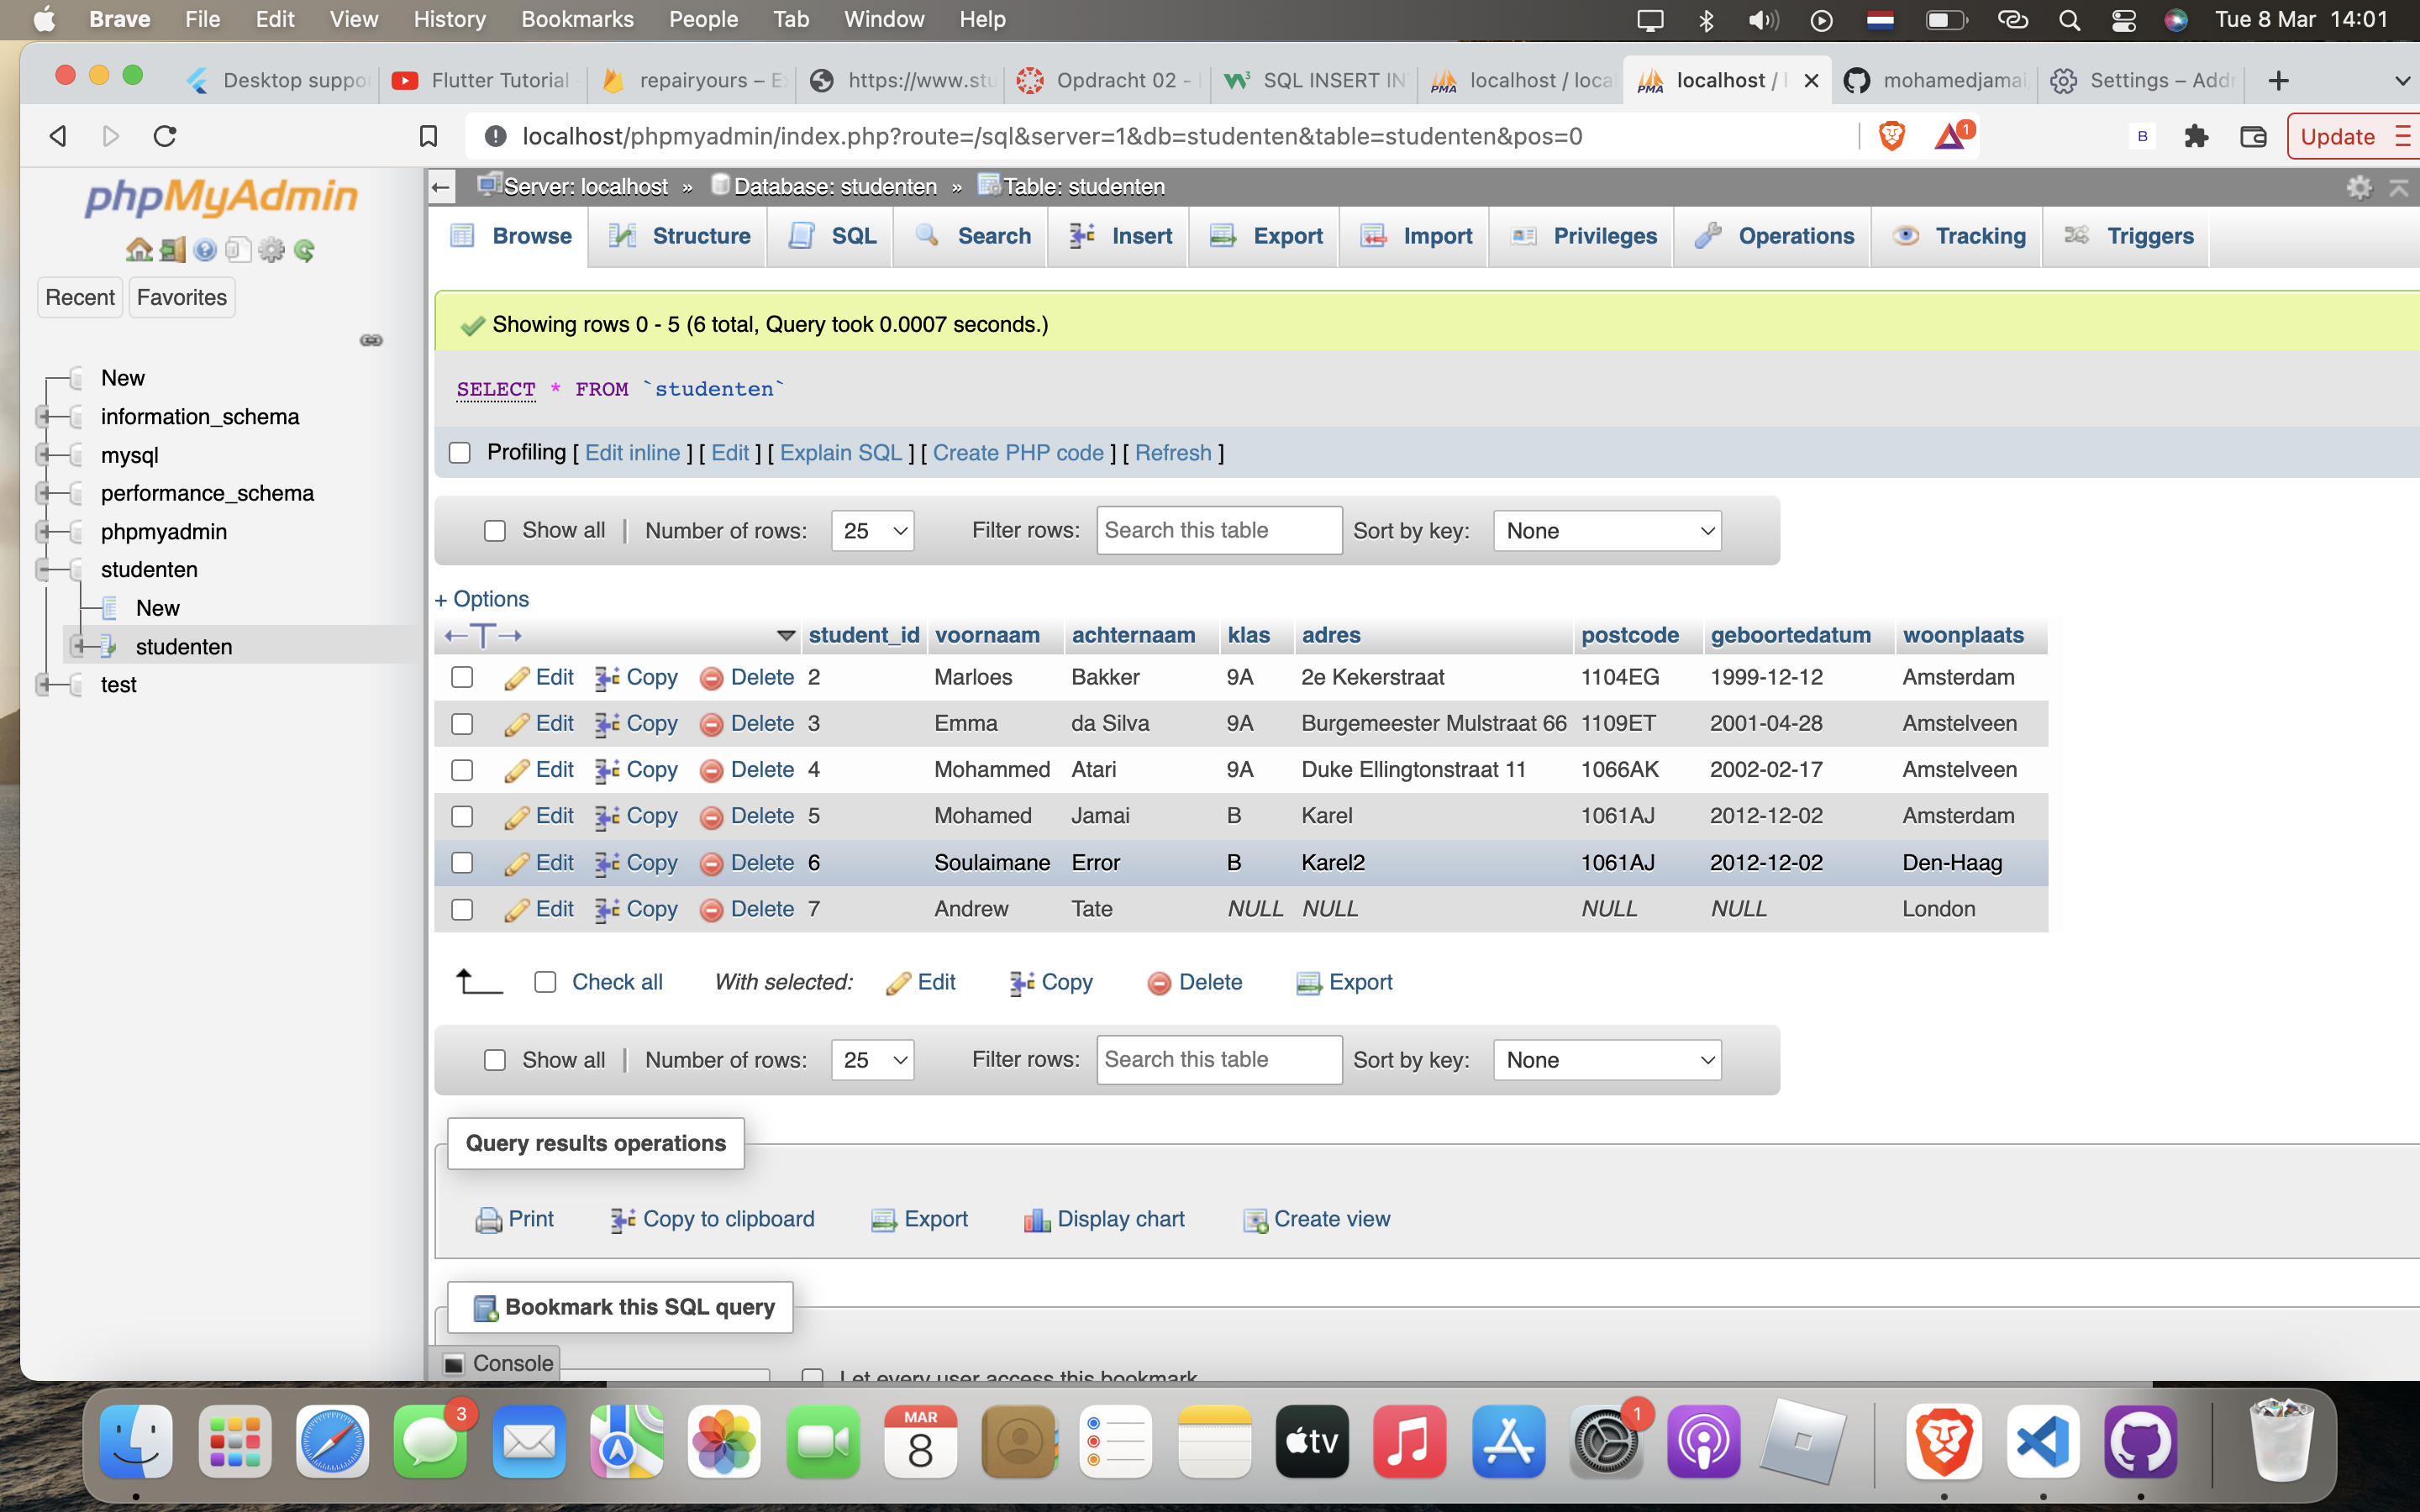 Brave File Edit View History Bookmarks People Tab Window Help Tue 8 Mar 14:01
Desktop suppo Flutter Tutorial - repairyours – E https://www.stu Opdracht 02 - SQL INSERT IN localhost / loca localhost / l mohamedjamai Settings – Add
localhost/phpmyadmin/index.php?route=/sql&server=1&db=studenten&table=studenten&pos=0 1 B Update
phpMyAdmin
Recent Favorites
New
information_schema
mysql
performance_schema
phpmyadmin
studenten
New
studenten
test
Server: localhost » Database: studenten » Table: studenten
Browse Structure SQL Search Insert Export Import Privileges Operations Tracking Triggers
Showing rows 0 - 5 (6 total, Query took 0.0007 seconds.)
SELECT * FROM `studenten`
Profiling [ Edit inline ] [ Edit ] [ Explain SQL ] [ Create PHP code ] [ Refresh ]
Show all | Number of rows: 25 Filter rows: Search this table Sort by key: None
+ Options
←T→ student_id voornaam achternaam klas adres postcode geboortedatum woonplaats
Edit Copy Delete 2 Marloes Bakker 9A 2e Kekerstraat 1104EG 1999-12-12 Amsterdam
Edit Copy Delete 3 Emma da Silva 9A Burgemeester Mulstraat 66 1109ET 2001-04-28 Amstelveen
Edit Copy Delete 4 Mohammed Atari 9A Duke Ellingtonstraat 11 1066AK 2002-02-17 Amstelveen
Edit Copy Delete 5 Mohamed Jamai B Karel 1061AJ 2012-12-02 Amsterdam
Edit Copy Delete 6 Soulaimane Error B Karel2 1061AJ 2012-12-02 Den-Haag
Edit Copy Delete 7 Andrew Tate NULL NULL NULL NULL London
Check all With selected: Edit Copy Delete Export
Show all | Number of rows: 25 Filter rows: Search this table Sort by key: None
Query results operations
Print Copy to clipboard Export Display chart Create view
Bookmark this SQL query
Console
Let every user access this bookmark
3 MAR 8 tv 1